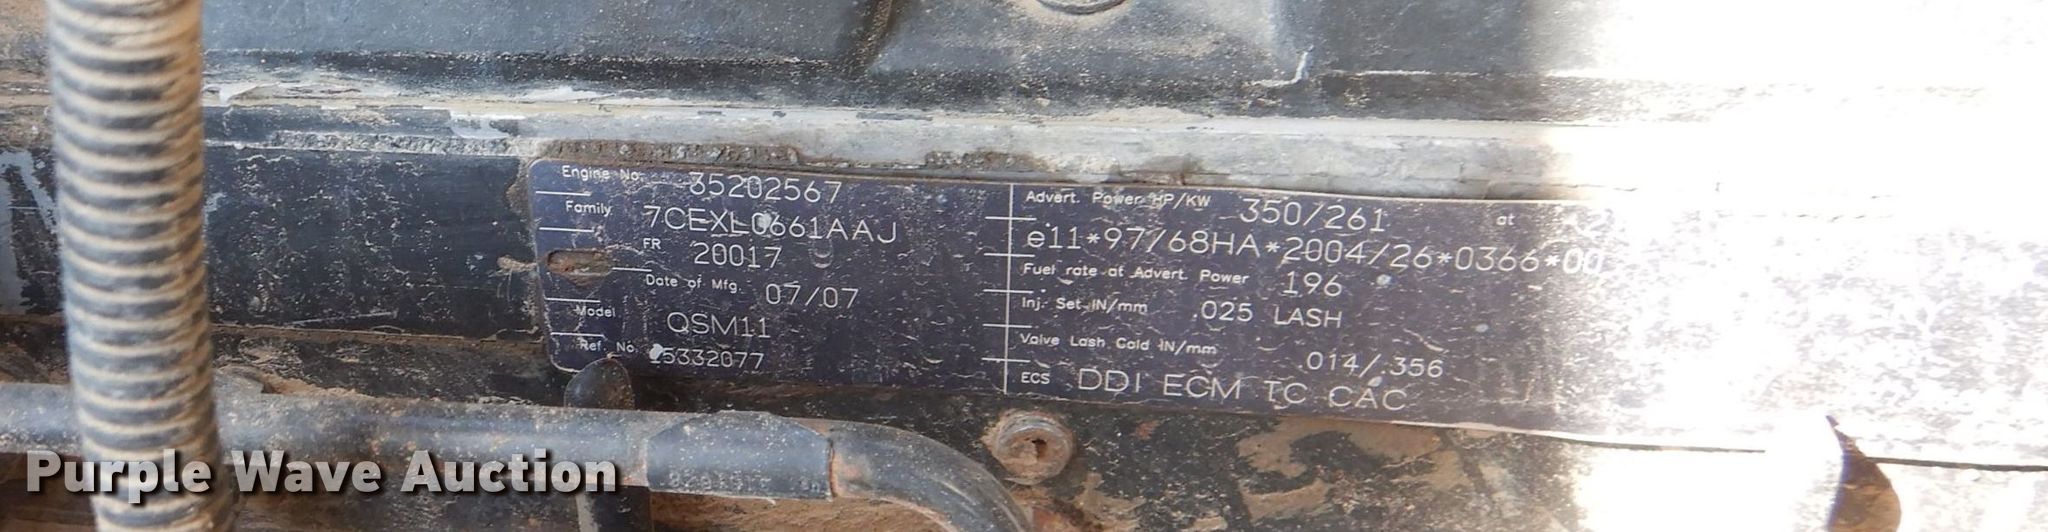 Engine No. 35202567
Family 7CEXL0661AAJ
FR 20017
Date of Mfg. 07/07
Model QSM11
Ref. No. 5332077
Advert. Power HP/KW 350/261 at
e11*97/68HA*2004/26*0366*00
Fuel rate at Advert. Power 196
Inj. Set IN/mm .025 LASH
Valve Lash Cold IN/mm .014/.356
ECS DDI ECM TC CAC
Purple Wave Auction